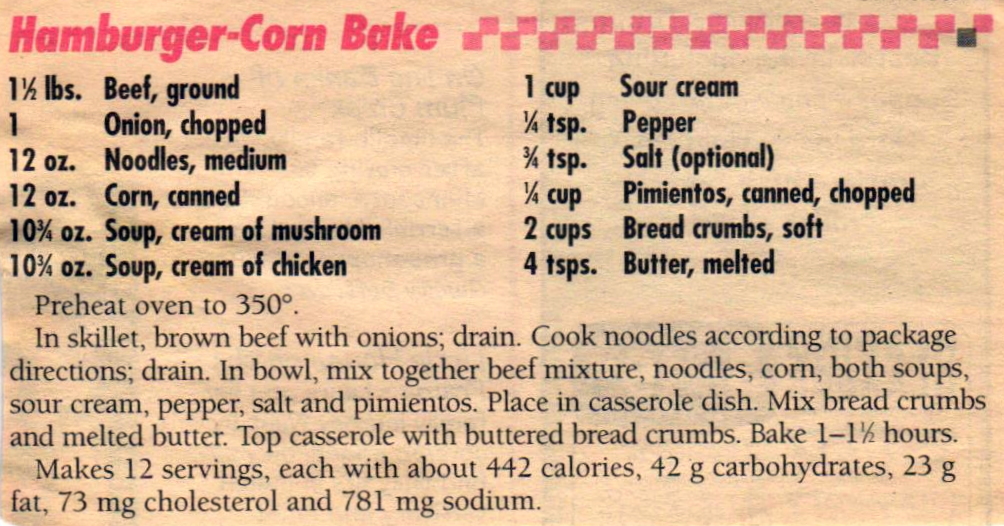 Hamburger-Corn Bake
1½ lbs. Beef, ground
1 Onion, chopped
12 oz. Noodles, medium
12 oz. Corn, canned
10¾ oz. Soup, cream of mushroom
10¾ oz. Soup, cream of chicken
1 cup Sour cream
¼ tsp. Pepper
¾ tsp. Salt (optional)
¼ cup Pimientos, canned, chopped
2 cups Bread crumbs, soft
4 tsps. Butter, melted
Preheat oven to 350°.
In skillet, brown beef with onions; drain. Cook noodles according to package
directions; drain. In bowl, mix together beef mixture, noodles, corn, both soups,
sour cream, pepper, salt and pimientos. Place in casserole dish. Mix bread crumbs
and melted butter. Top casserole with buttered bread crumbs. Bake 1–1½ hours.
Makes 12 servings, each with about 442 calories, 42 g carbohydrates, 23 g
fat, 73 mg cholesterol and 781 mg sodium.